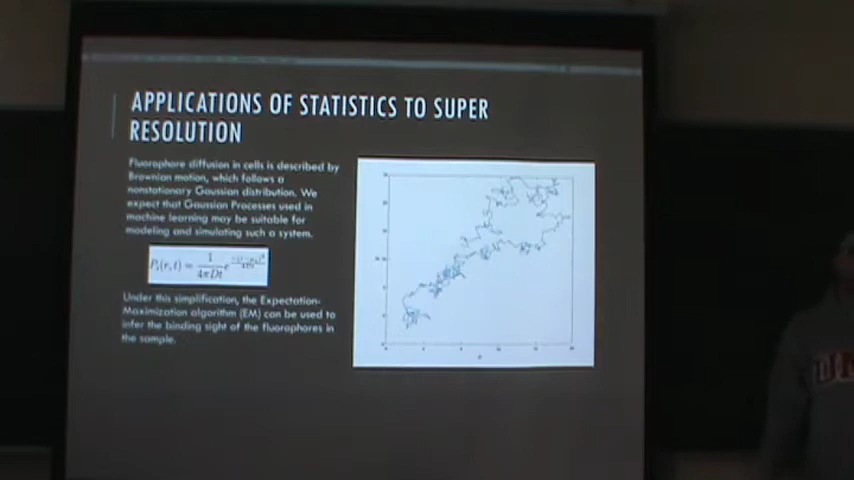 APPLICATIONS OF STATISTICS TO SUPER
RESOLUTION
Fluorophore diffusion in cells is described by
Brownian motion, which follows a
nonstationary Gaussian distribution. We
expect that Gaussian Processes used in
machine learning may be suitable for
modeling and simulating such a system.
Under this simplification, the Expectation-
Maximization algorithm (EM) can be used to
infer the binding sight of the fluorophores in
the sample.